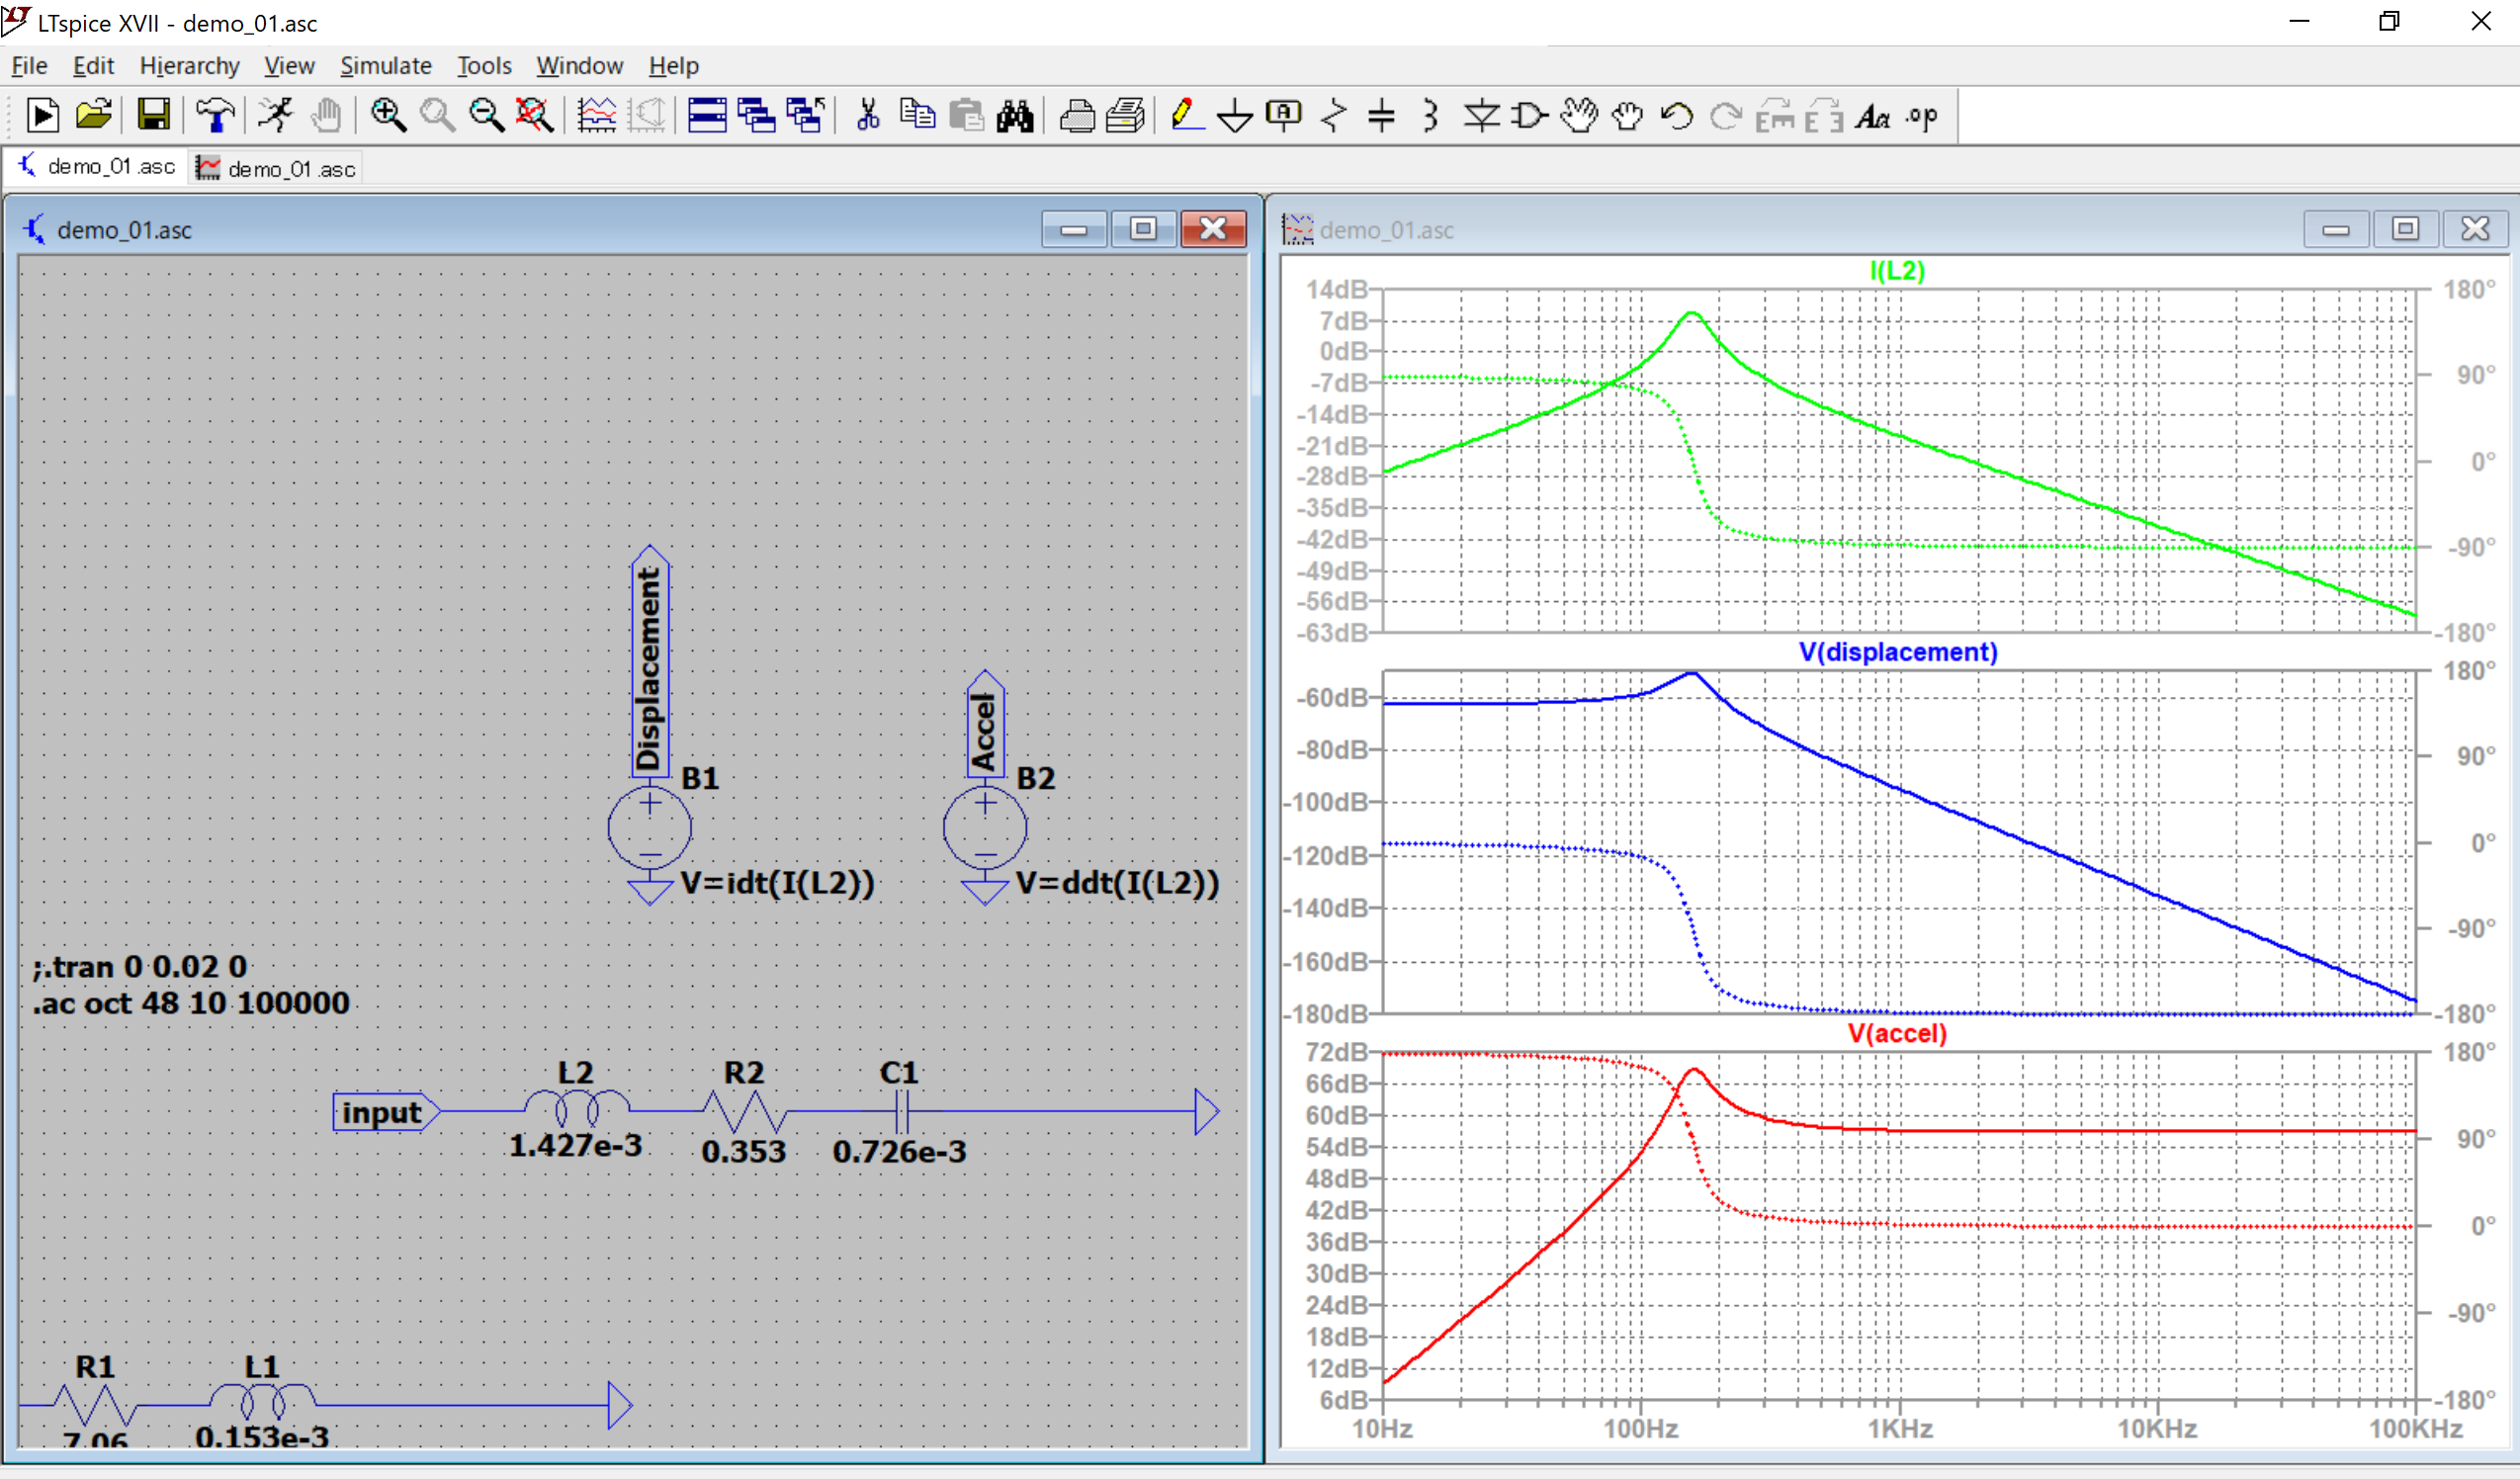 LTspice XVII - demo_01.asc
File Edit Hierarchy View Simulate Tools Window Help
demo_01.asc demo_01.asc
demo_01.asc
Displacement
Accel
B1
B2
V=idt(I(L2))
V=ddt(I(L2))
;.tran 0 0.02 0
.ac oct 48 10 100000
L2 R2 C1
input
1.427e-3 0.353 0.726e-3
R1 L1
7.06 0.153e-3
demo_01.asc
I(L2)
14dB 180°
7dB
0dB
-7dB 90°
-14dB
-21dB
-28dB 0°
-35dB
-42dB -90°
-49dB
-56dB
-63dB -180°
V(displacement)
180°
-60dB
-80dB 90°
-100dB
-120dB 0°
-140dB -90°
-160dB
-180dB -180°
V(accel)
72dB 180°
66dB
60dB
54dB 90°
48dB
42dB 0°
36dB
30dB
24dB -90°
18dB
12dB
6dB -180°
10Hz 100Hz 1KHz 10KHz 100KHz